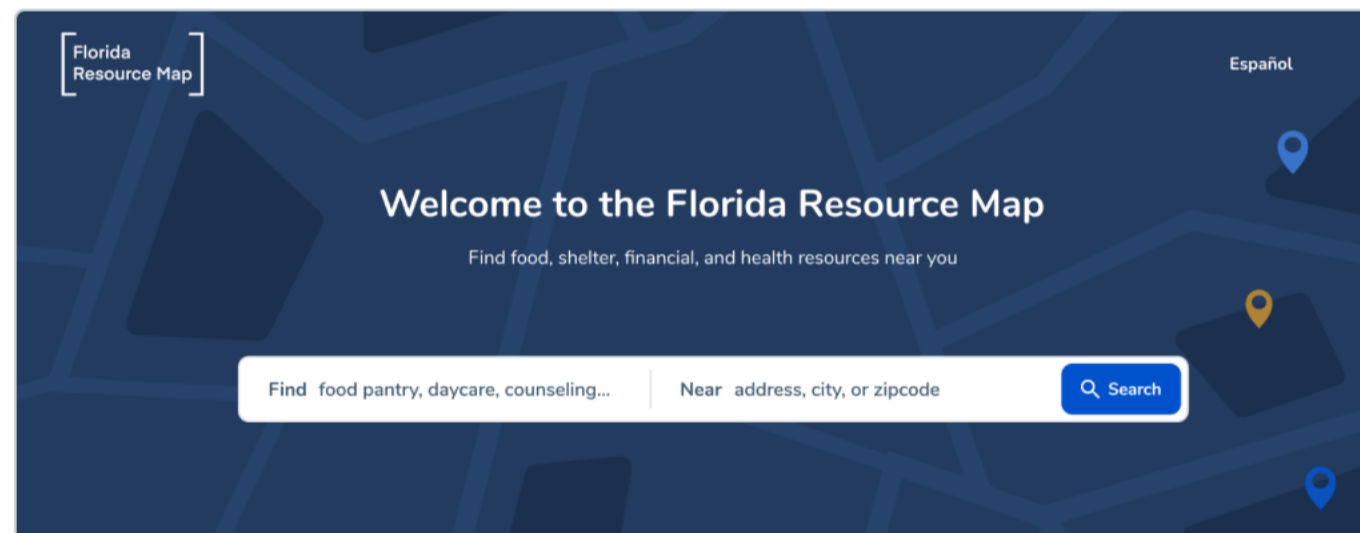 Florida
Resource Map
Español
Welcome to the Florida Resource Map
Find food, shelter, financial, and health resources near you
Find food pantry, daycare, counseling...
Near address, city, or zipcode
Search